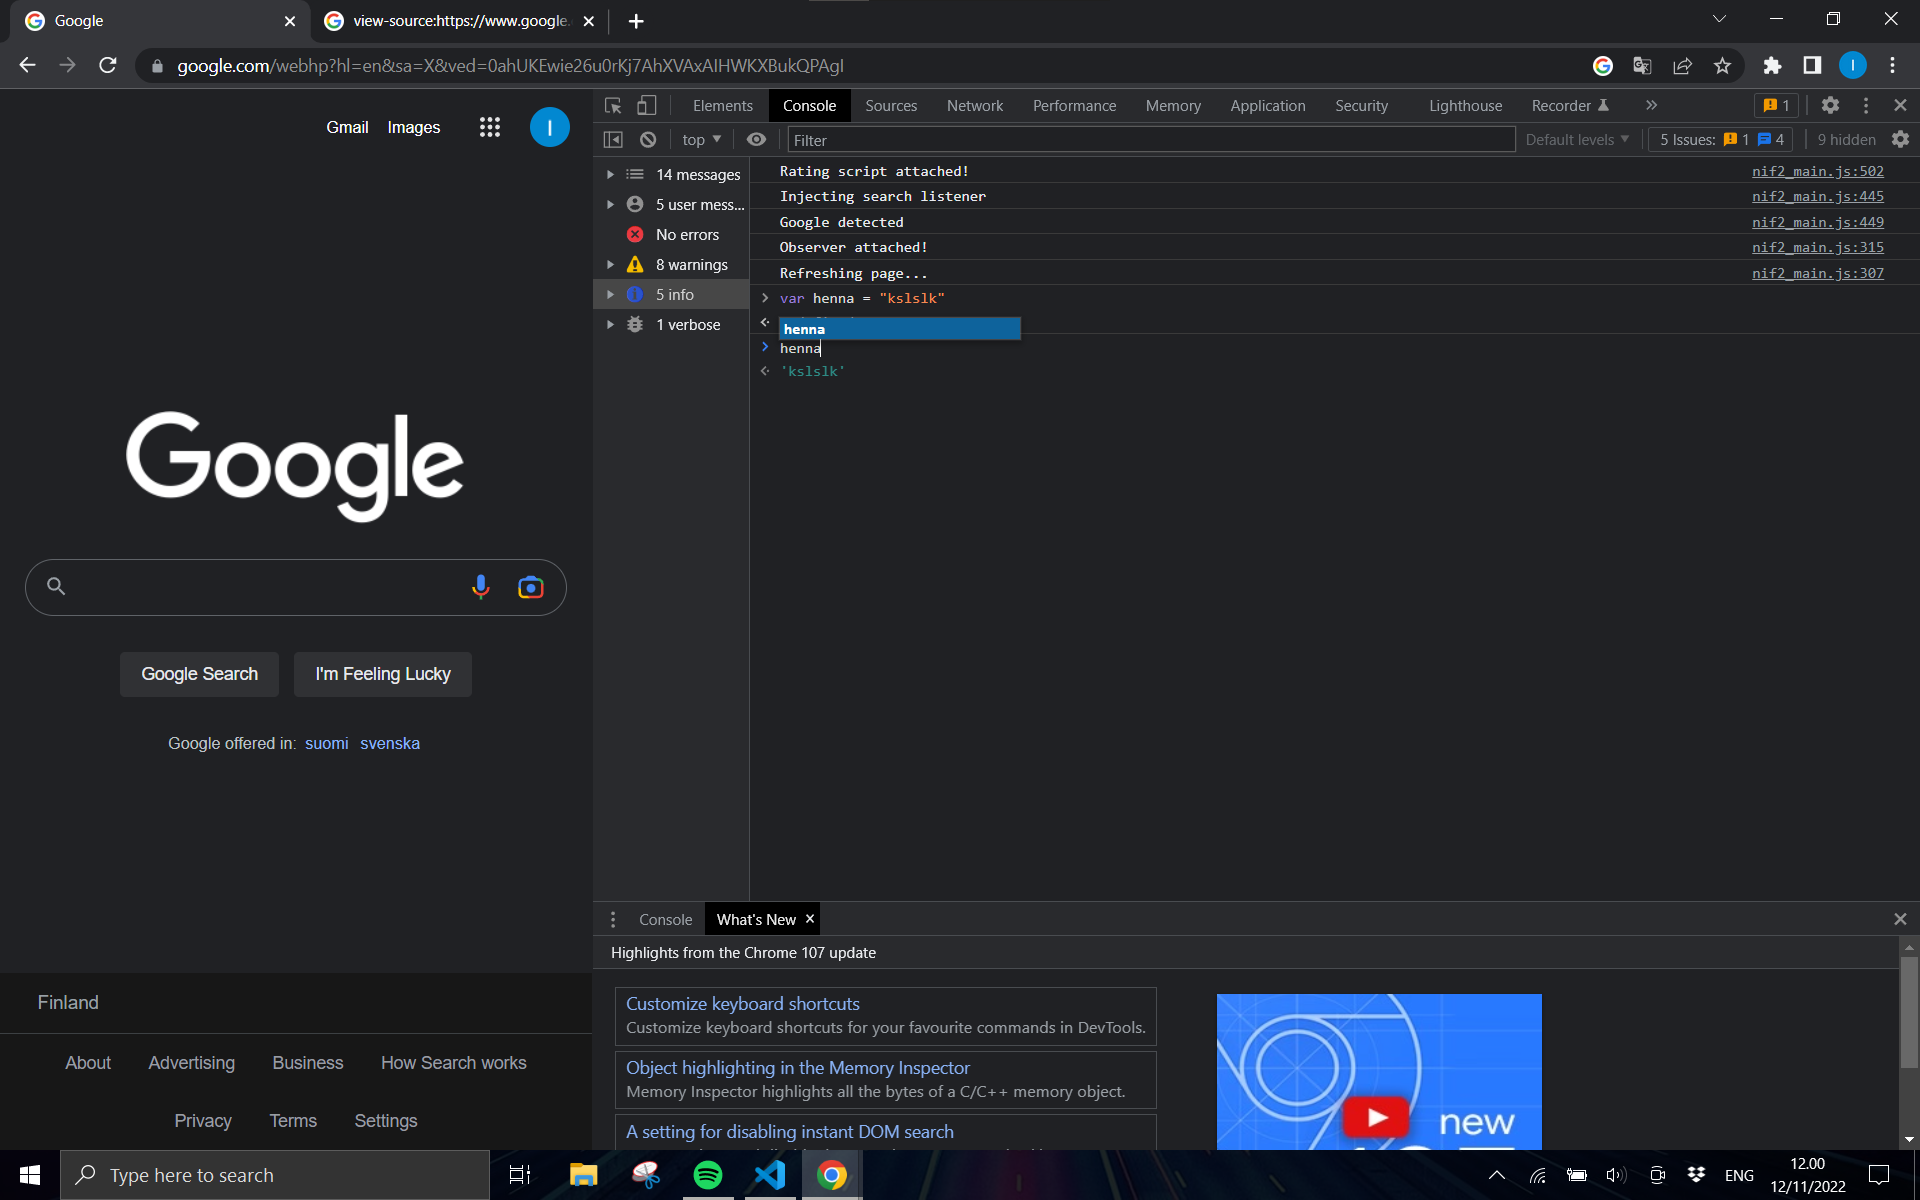 Google
view-source:https://www.google.
google.com/webhp?hl=en&sa=X&ved=0ahUKEwie26u0rKj7AhXVAxAIHWKXBukQPAgI
I
Gmail Images I
Google
Google Search I'm Feeling Lucky
Google offered in: suomi svenska
Finland
About Advertising Business How Search works
Privacy Terms Settings
Elements Console Sources Network Performance Memory Application Security Lighthouse Recorder 1
top Filter Default levels 5 Issues: 1 4 9 hidden
14 messages
5 user mess...
No errors
8 warnings
5 info
1 verbose
Rating script attached! nif2_main.js:502
Injecting search listener nif2_main.js:445
Google detected nif2_main.js:449
Observer attached! nif2_main.js:315
Refreshing page... nif2_main.js:307
var henna = "kslslk"
henna
henna
'kslslk'
Console What's New
Highlights from the Chrome 107 update
Customize keyboard shortcuts
Customize keyboard shortcuts for your favourite commands in DevTools.
Object highlighting in the Memory Inspector
Memory Inspector highlights all the bytes of a C/C++ memory object.
A setting for disabling instant DOM search
new
Type here to search
ENG
12.00
12/11/2022